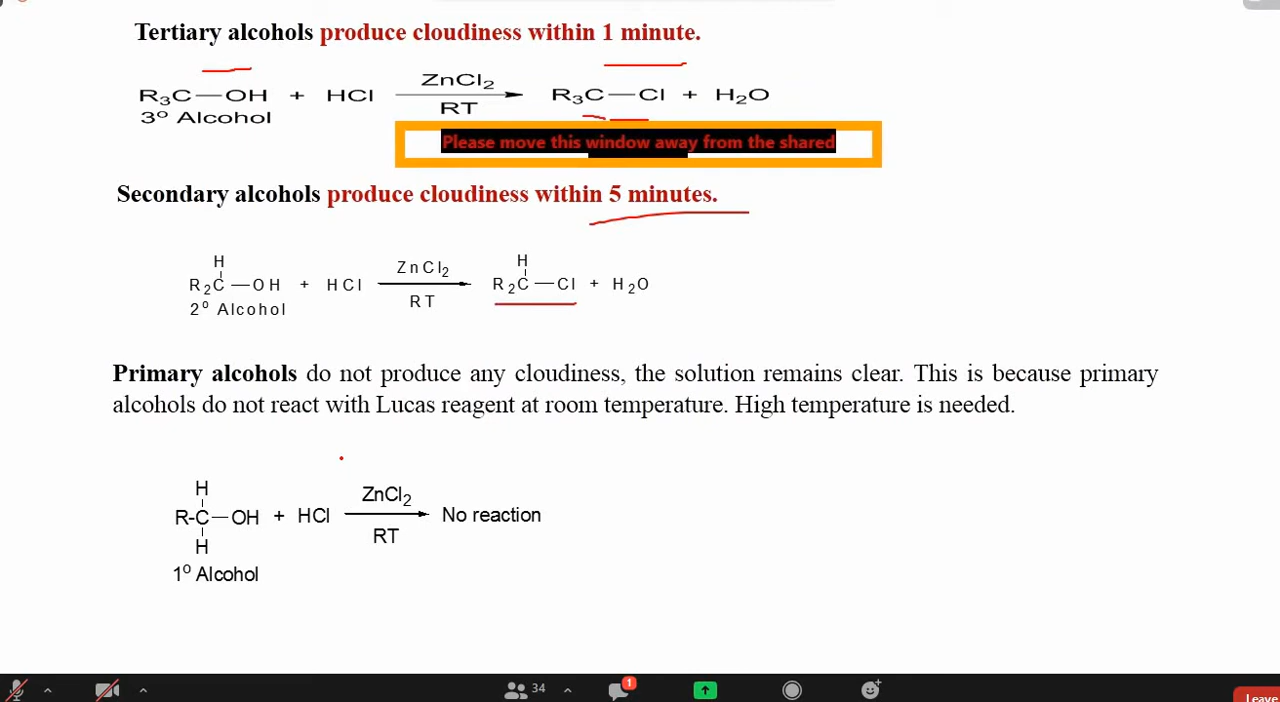 Tertiary alcohols produce cloudiness within 1 minute.
R3C—OH + HCl ZnCl2 RT R3C—Cl + H2O
3o Alcohol
Please move this window away from the shared
Secondary alcohols produce cloudiness within 5 minutes.
H H
R2C—OH + HCl ZnCl2 RT R2C—Cl + H2O
2o Alcohol
Primary alcohols do not produce any cloudiness, the solution remains clear. This is because primary
alcohols do not react with Lucas reagent at room temperature. High temperature is needed.
H
R-C—OH + HCl ZnCl2 RT No reaction
H
1o Alcohol
34 1
Leave